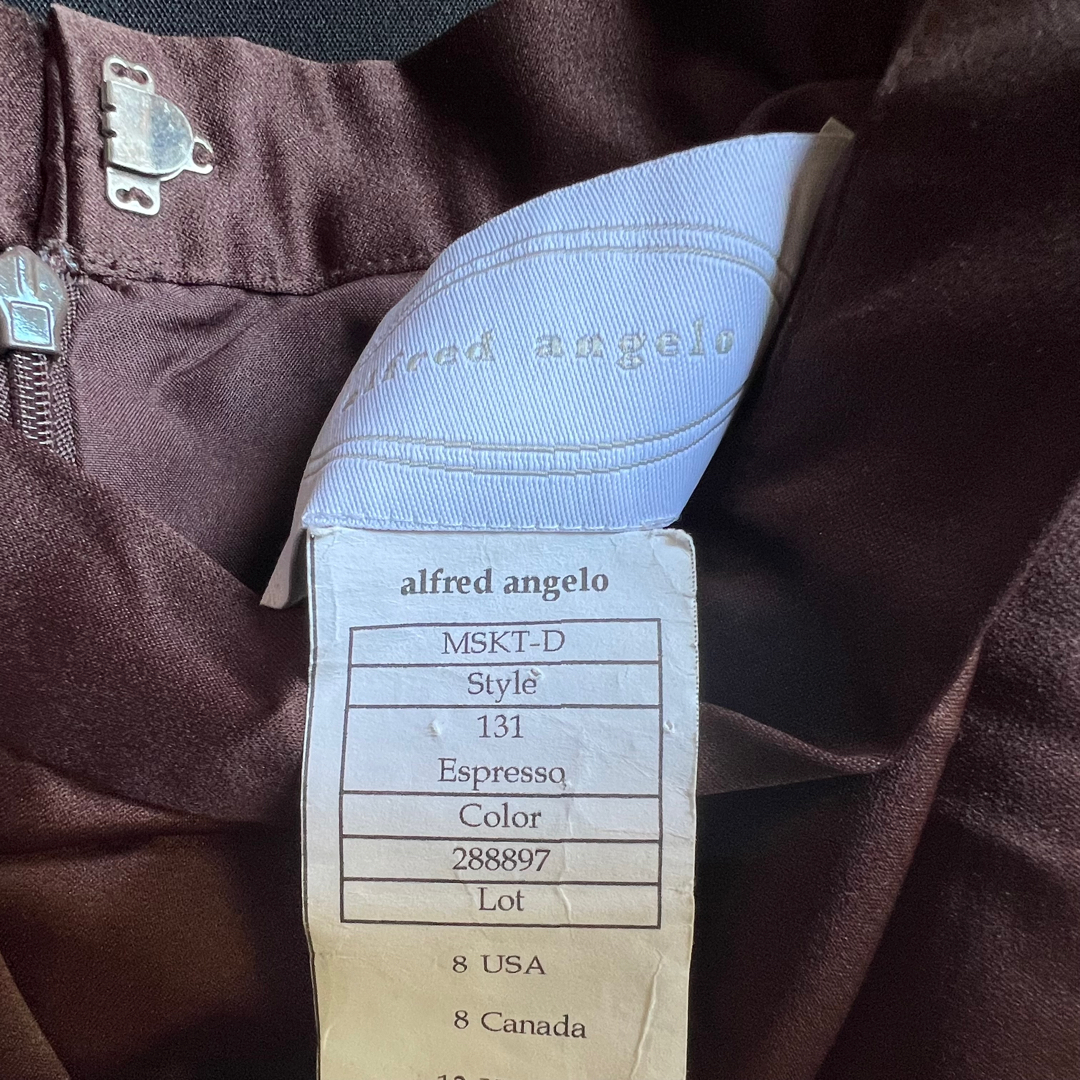 alfred angelo
alfred angelo
MSKT-D
Style
131
Espresso
Color
288897
Lot
8 USA
8 Canada